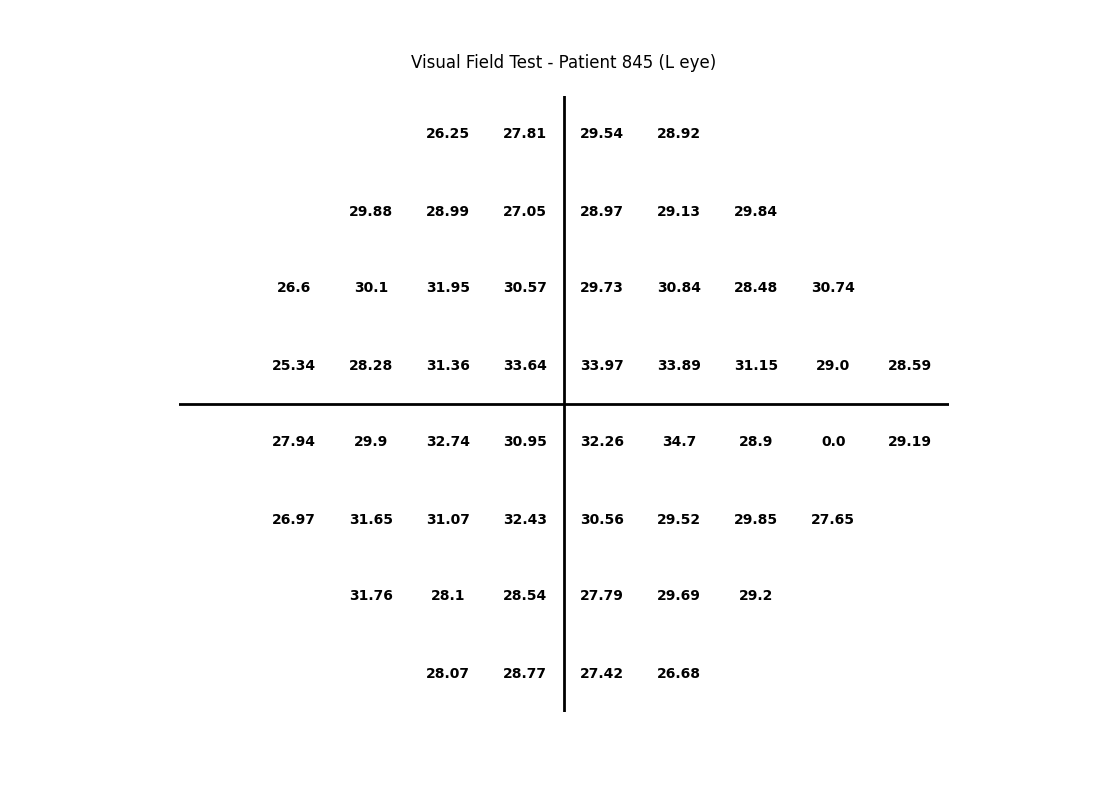 Visual Field Test - Patient 845 (L eye)
26.25 27.81 29.54 28.92
29.88 28.99 27.05 28.97 29.13 29.84
26.6 30.1 31.95 30.57 29.73 30.84 28.48 30.74
25.34 28.28 31.36 33.64 33.97 33.89 31.15 29.0 28.59
27.94 29.9 32.74 30.95 32.26 34.7 28.9 0.0 29.19
26.97 31.65 31.07 32.43 30.56 29.52 29.85 27.65
31.76 28.1 28.54 27.79 29.69 29.2
28.07 28.77 27.42 26.68